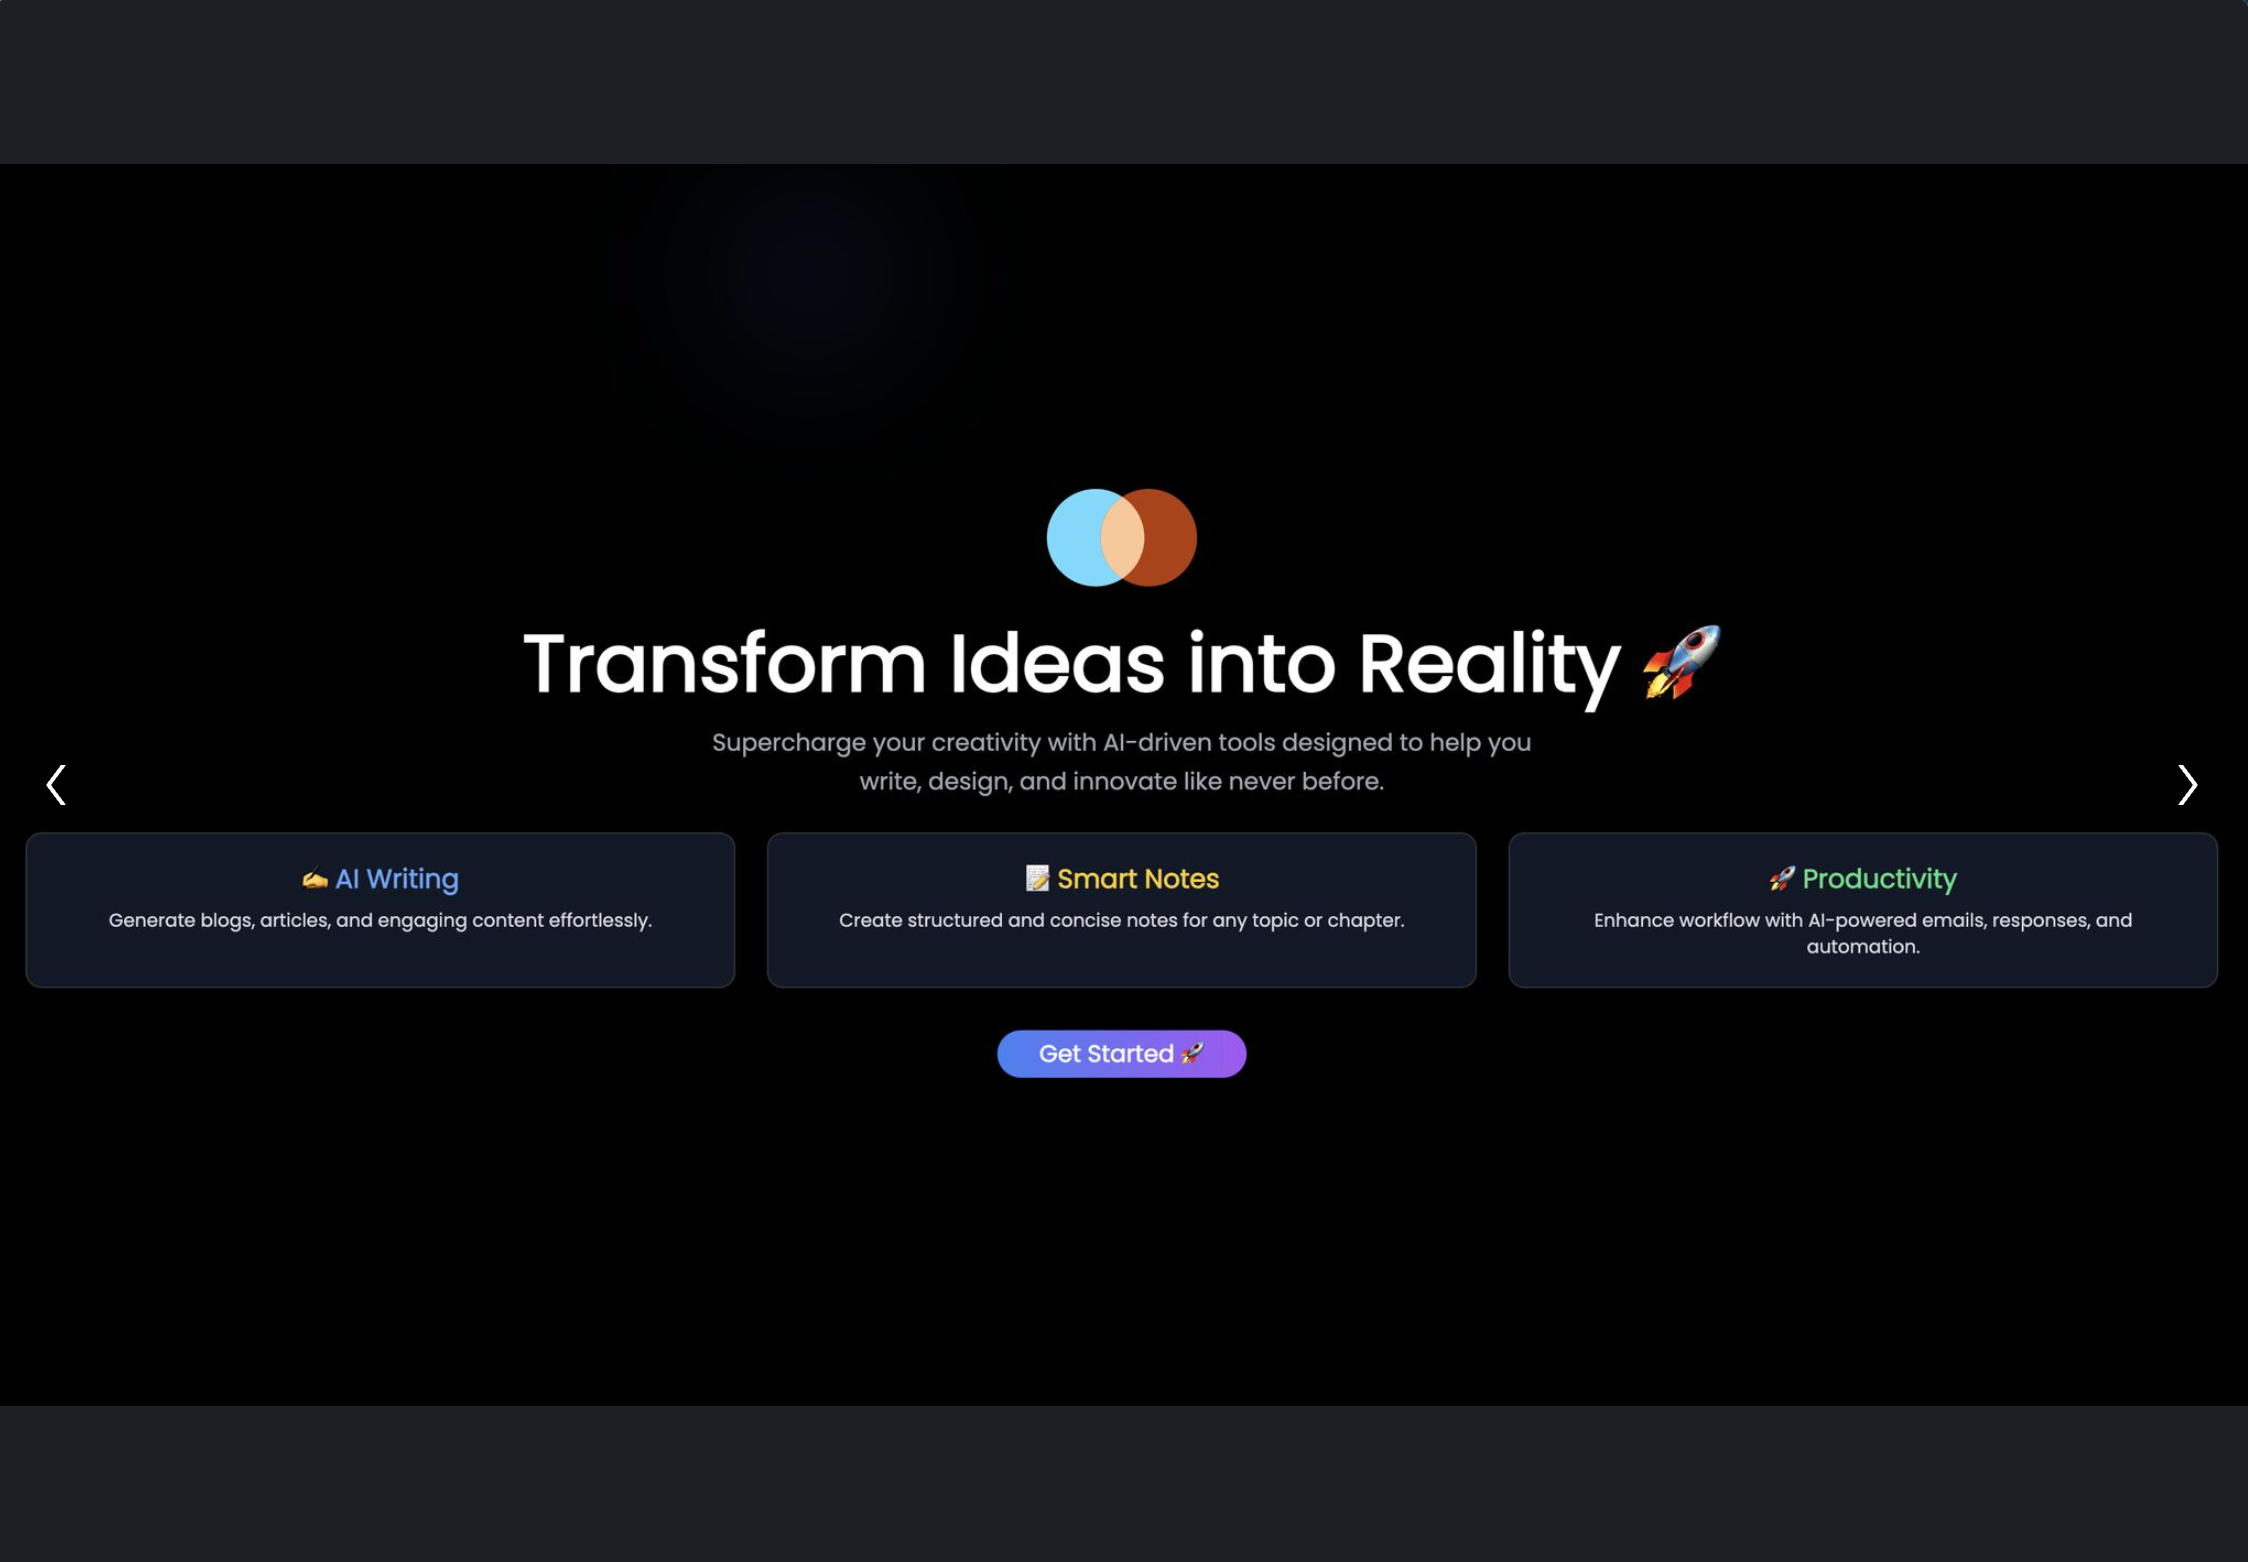 Transform Ideas into Reality 🚀
Supercharge your creativity with AI-driven tools designed to help you
write, design, and innovate like never before.
✍️ AI Writing
Generate blogs, articles, and engaging content effortlessly.
📝 Smart Notes
Create structured and concise notes for any topic or chapter.
🚀 Productivity
Enhance workflow with AI-powered emails, responses, and
automation.
Get Started 🚀